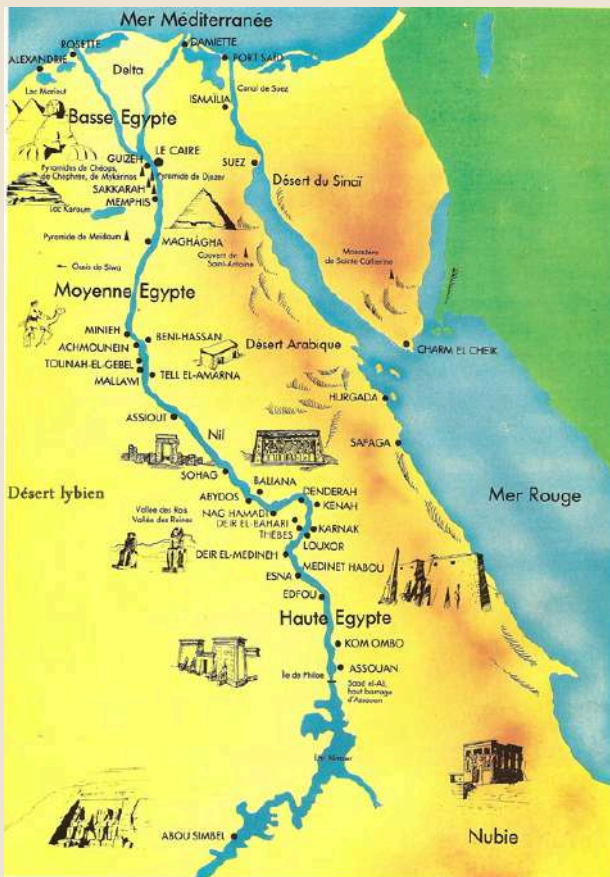 Mer Méditerranée
ROSETTE
DAMIETTE
ALEXANDRIE
PORT SAÏD
Delta
Lac Mariout
Canal de Suez
ISMAÏLIA
Basse Egypte
LE CAIRE
GUIZEH
SUEZ
Pyramides de Chéops,
de Chephren, de Mykérinos
Pyramide de Djezer
Désert du Sinaï
SAKKARAH
MEMPHIS
Lac Karoum
Pyramide de Meidoum
MAGHÂGHA
Couvent de
Saint-Antoine
Monastère
de Sainte Catherine
Oasis de Siwa
Moyenne Egypte
MINIEH
BENI-HASSAN
ACHMOUNEIN
Désert Arabique
CHARM EL CHEIK
TOUNAH-EL-GEBEL
TELL EL-AMARNA
MALLAWI
HURGADA
ASSIOUT
Nil
SAFAGA
SOHAG
BALIANA
Désert lybien
ABYDOS
DENDERAH
KENAH
Mer Rouge
NAG HAMADI
Vallée des Rois
Vallée des Reines
DEIR EL-BAHARI
THÈBES
KARNAK
LOUXOR
DEIR EL-MEDINEH
MEDINET HABOU
ESNA
EDFOU
Haute Egypte
KOM OMBO
ASSOUAN
Île de Philae
Saad el-Ali,
haut barrage
d'Assouan
Lac Nasser
ABOU SIMBEL
Nubie